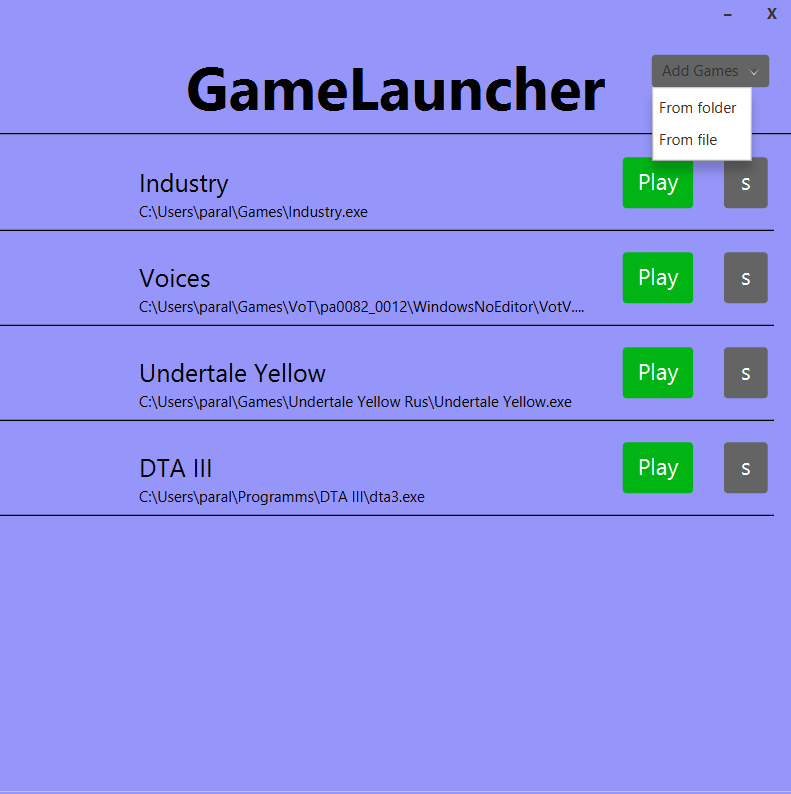 – X
Add Games
GameLauncher
From folder
From file
Industry
C:\Users\paral\Games\Industry.exe
Play
s
Voices
C:\Users\paral\Games\VoT\pa0082_0012\WindowsNoEditor\VotV....
Play
s
Undertale Yellow
C:\Users\paral\Games\Undertale Yellow Rus\Undertale Yellow.exe
Play
s
DTA III
C:\Users\paral\Programms\DTA III\dta3.exe
Play
s